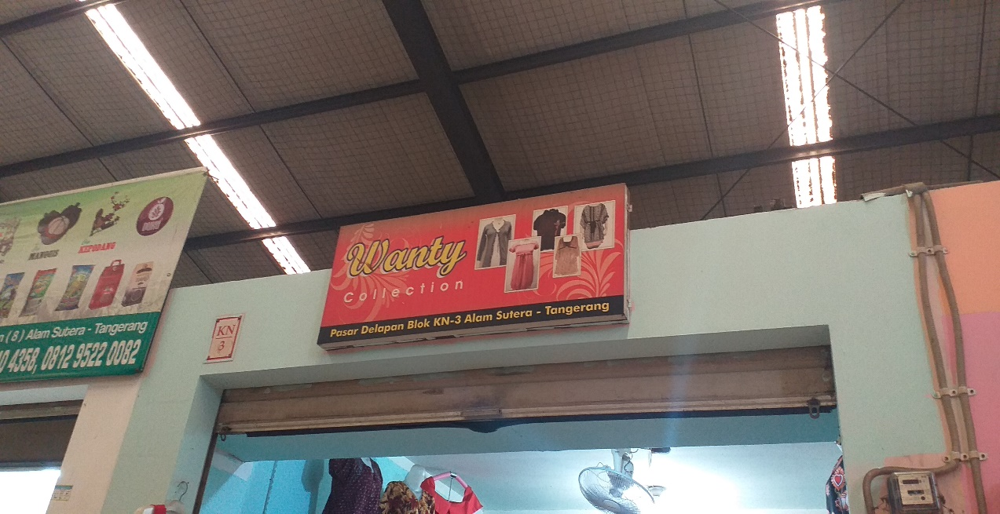 MANGGIS
KEPODANG
n ( 8 ) Alam Sutera - Tangerang
0 4358, 0812 9522 0082
KN
3
Wanty
Collection
Pasar Delapan Blok KN-3 Alam Sutera - Tangerang